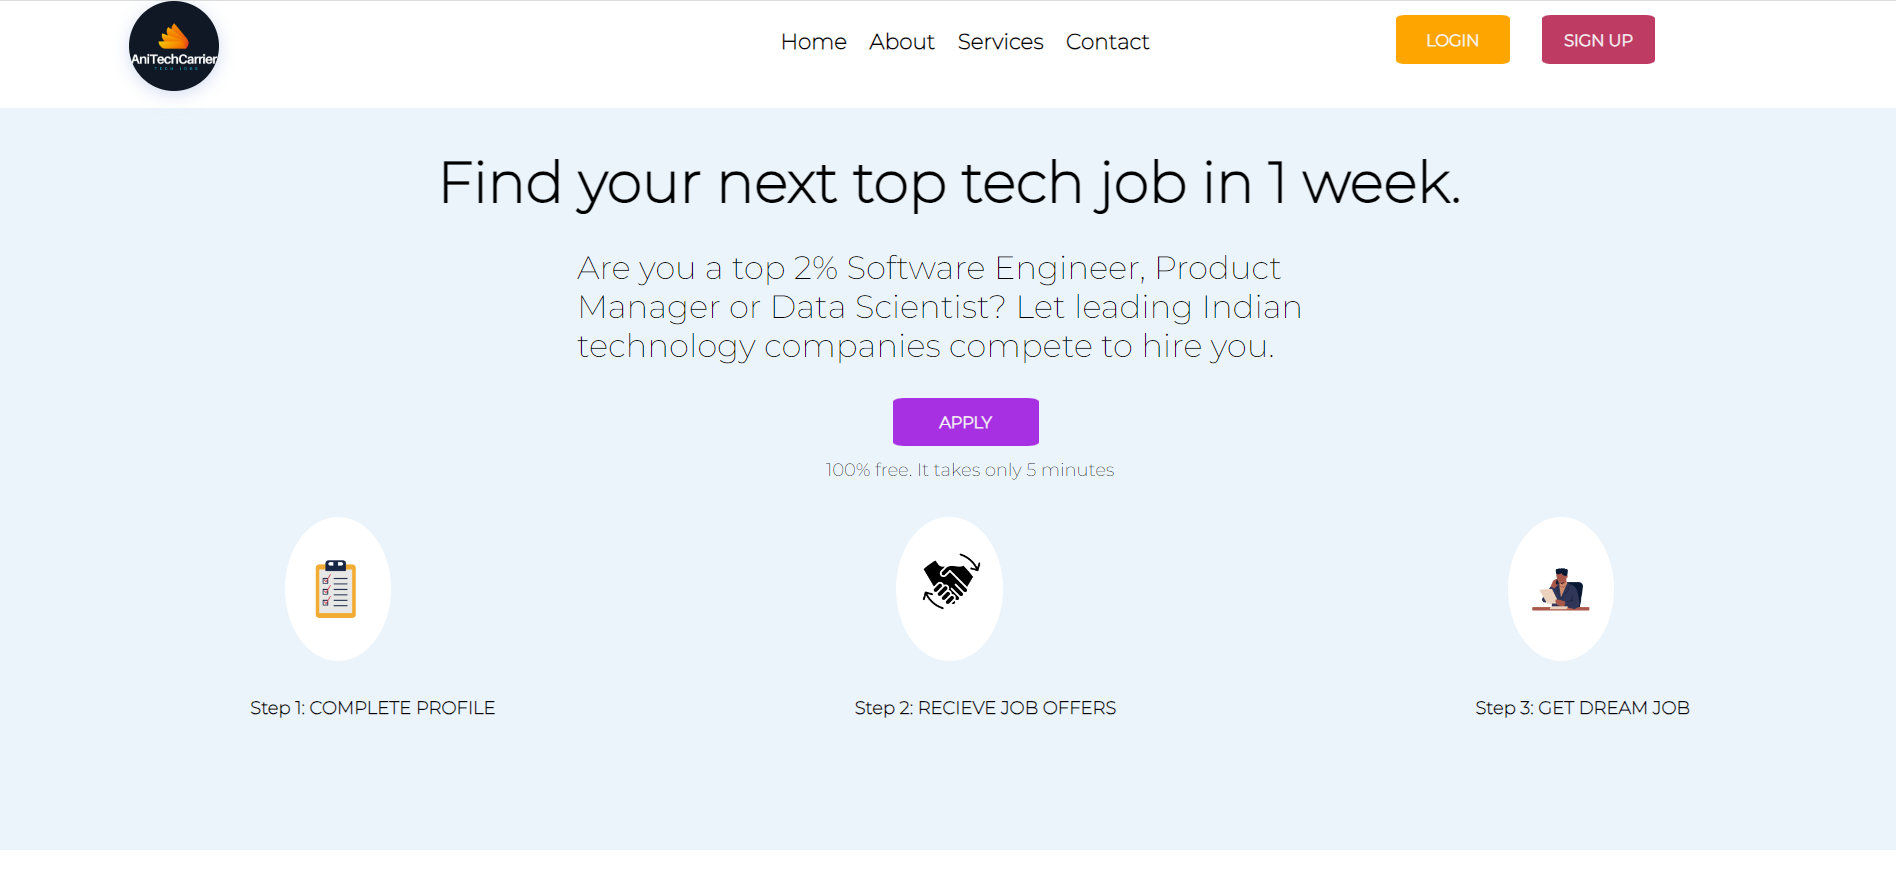 AniTechCarrier
TECH JOBS
Home About Services Contact
LOGIN
SIGN UP
Find your next top tech job in 1 week.
Are you a top 2% Software Engineer, Product
Manager or Data Scientist? Let leading Indian
technology companies compete to hire you.
APPLY
100% free. It takes only 5 minutes
Step 1: COMPLETE PROFILE
Step 2: RECIEVE JOB OFFERS
Step 3: GET DREAM JOB